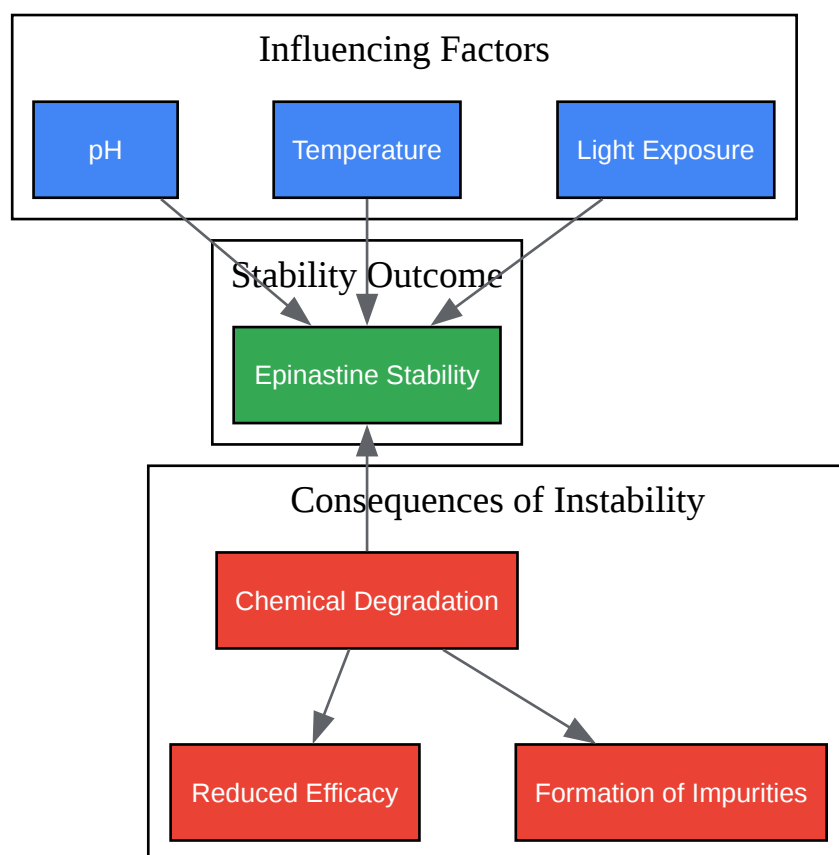 Influencing Factors
pH
Temperature
Light Exposure
Stability Outcome
Epinastine Stability
Consequences of Instability
Chemical Degradation
Reduced Efficacy
Formation of Impurities